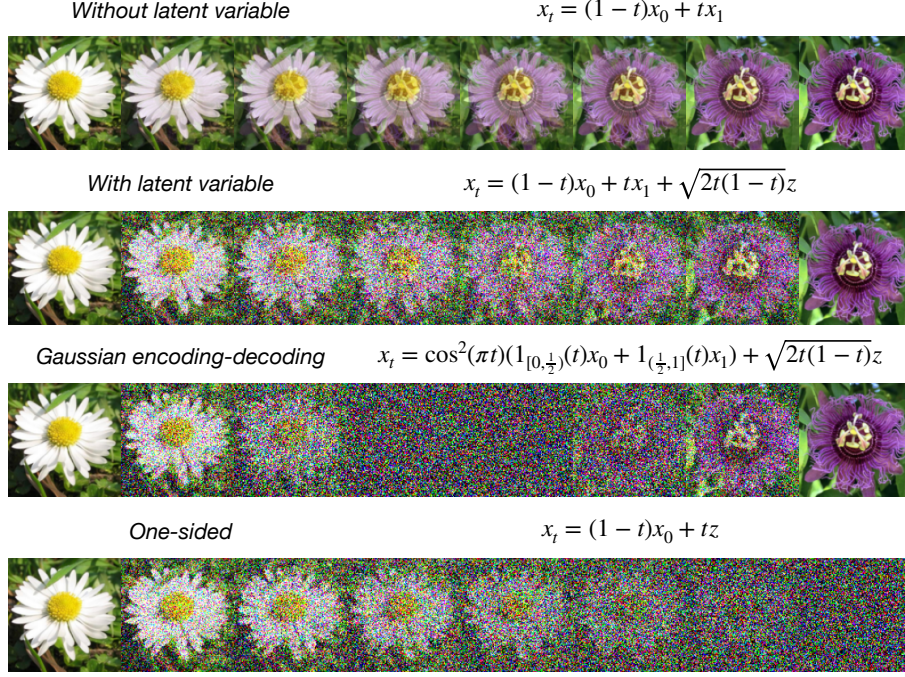 Without latent variable x_t = (1 − t)x_0 + tx_1
With latent variable x_t = (1 − t)x_0 + tx_1 + √(2t(1 − t))z
Gaussian encoding-decoding x_t = cos²(πt)(1_{[0,1/2)}(t)x_0 + 1_{(1/2,1]}(t)x_1) + √(2t(1 − t))z
One-sided x_t = (1 − t)x_0 + tz